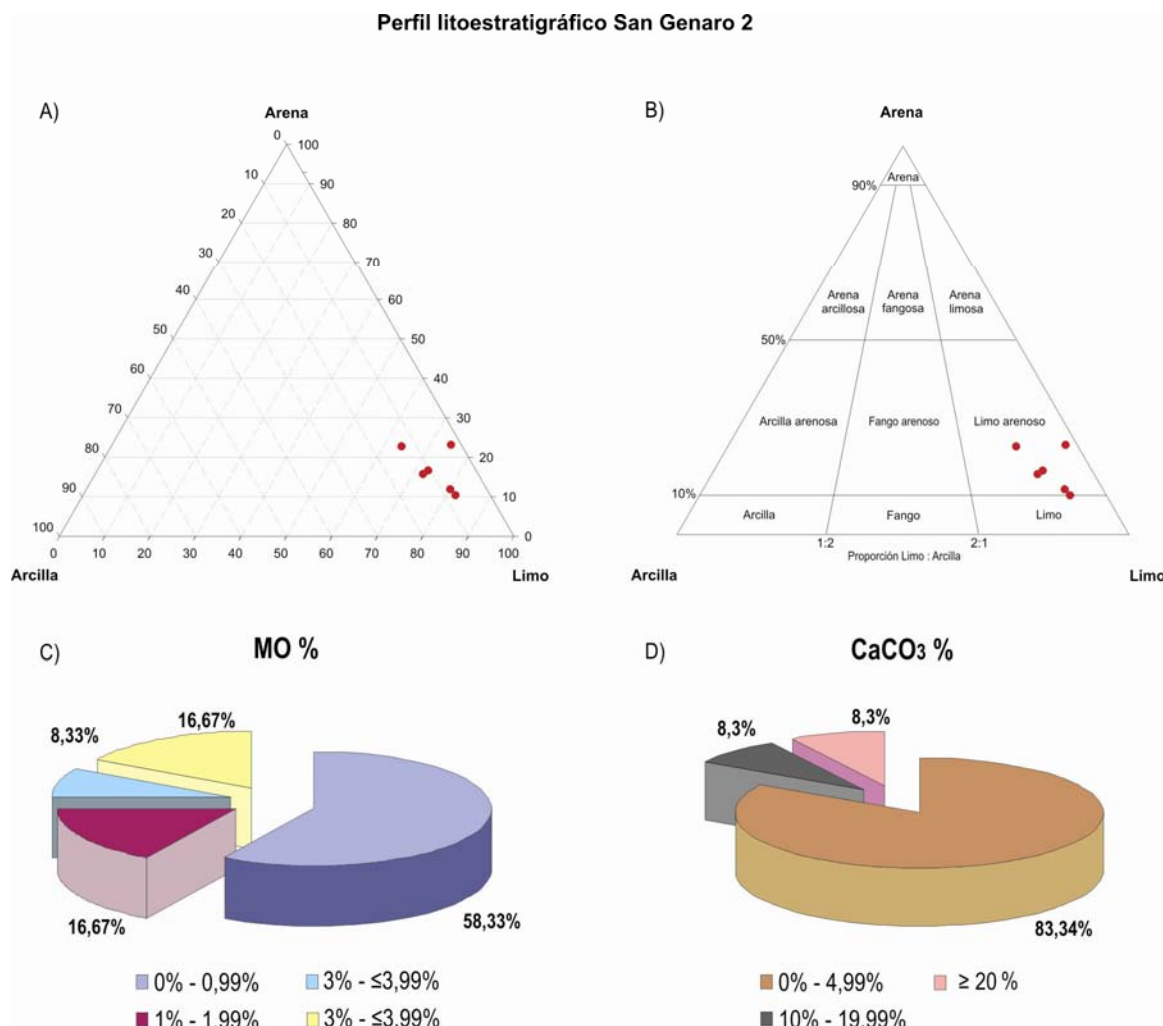 Perfil litoestratigráfico San Genaro 2
A)
Arena
0
100
10
90
20
80
30
70
40
60
50
50
60
40
70
30
80
20
90
10
100
0
0
10
20
30
40
50
60
70
80
90
100
Arcilla
Limo
B)
Arena
Arena
90%
Arena
arcillosa
Arena
fangosa
Arena
limosa
50%
Arcilla arenosa
Fango arenoso
Limo arenoso
10%
Arcilla
Fango
Limo
1:2
2:1
Proporción Limo : Arcilla
Arcilla
Limo
C)
MO %
16,67%
8,33%
16,67%
58,33%
0% - 0,99%
3% - ≤3,99%
1% - 1,99%
3% - ≤3,99%
D)
CaCO3 %
8,3%
8,3%
83,34%
0% - 4,99%
≥ 20 %
10% - 19,99%